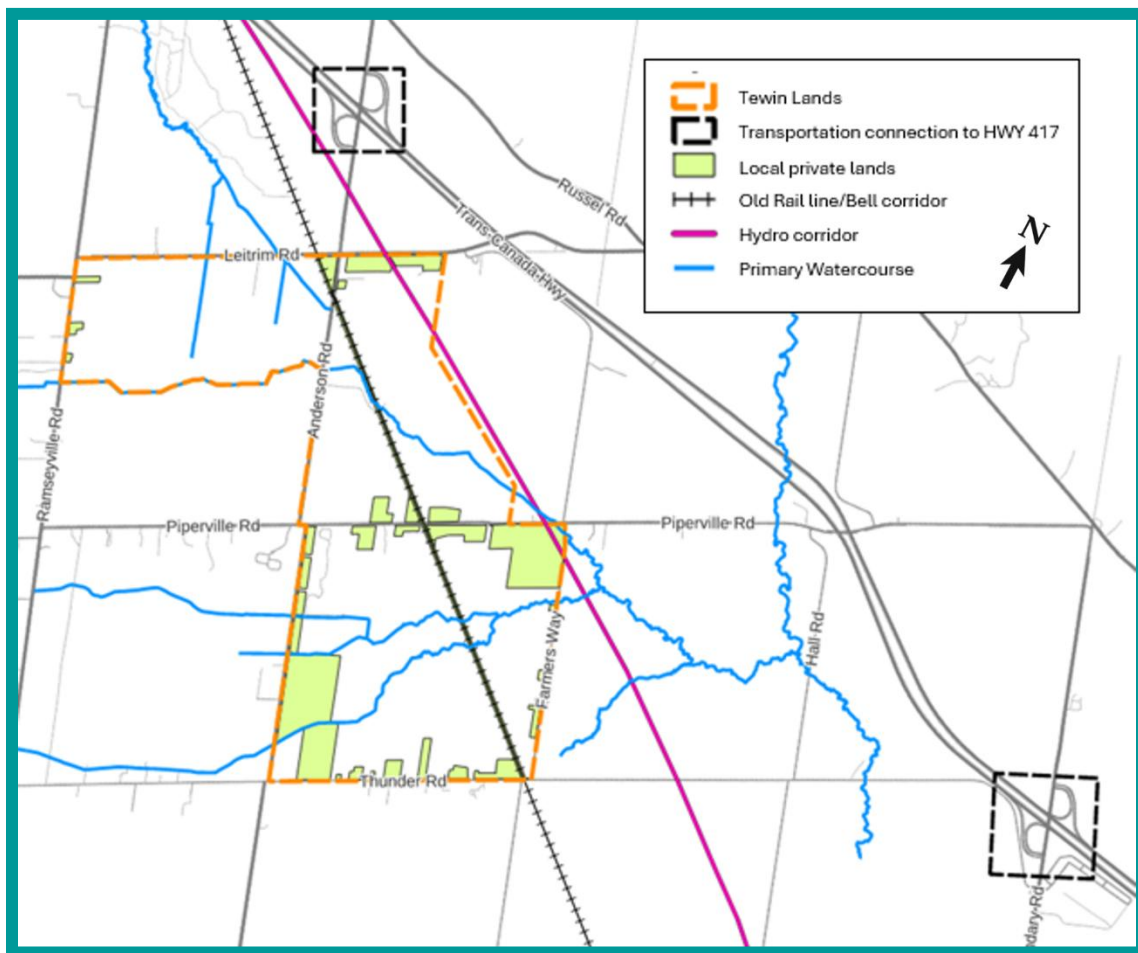 Tewin Lands
Transportation connection to HWY 417
Local private lands
Old Rail line/Bell corridor
Hydro corridor
Primary Watercourse
N
Russel Rd
Trans-Canada Hwy
Leitrim Rd
Anderson Rd
Ramseyville Rd
Piperville Rd
Piperville Rd
Farmers Way
Hall Rd
Thunder Rd
dary Rd